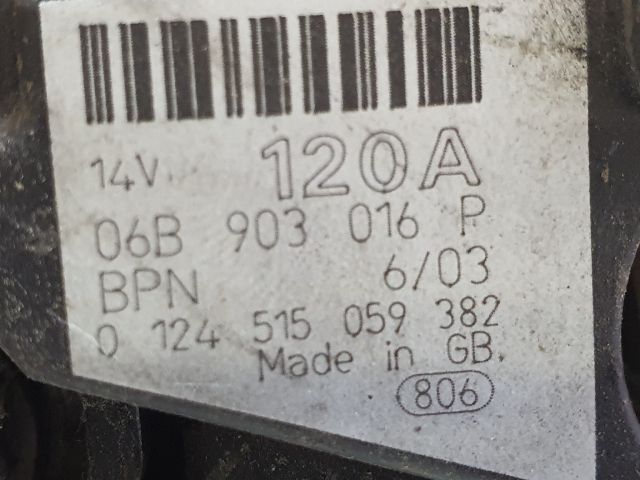 14V. 120A
06B 903 016 P
BPN 6/03
0 124 515 059 382
Made in GB.
806